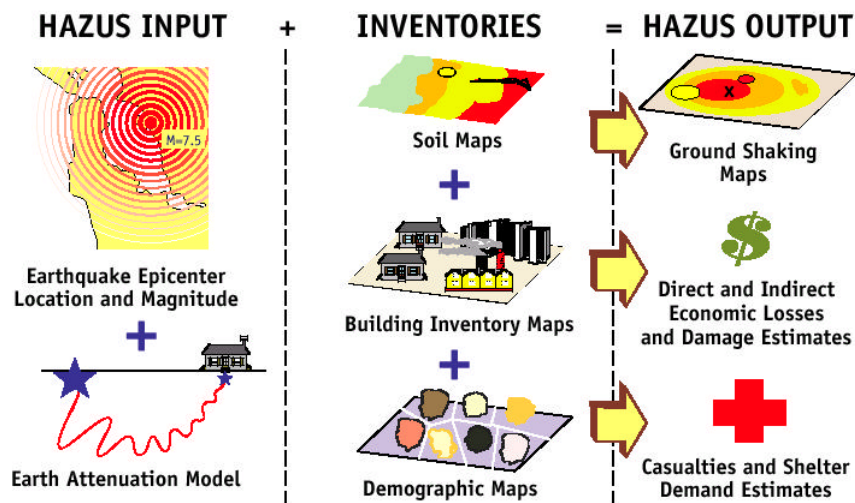 HAZUS INPUT + INVENTORIES = HAZUS OUTPUT
M=7.5
Earthquake Epicenter
Location and Magnitude
+
Earth Attenuation Model
Soil Maps
+
Building Inventory Maps
+
Demographic Maps
X
Ground Shaking
Maps
$
Direct and Indirect
Economic Losses
and Damage Estimates
Casualties and Shelter
Demand Estimates